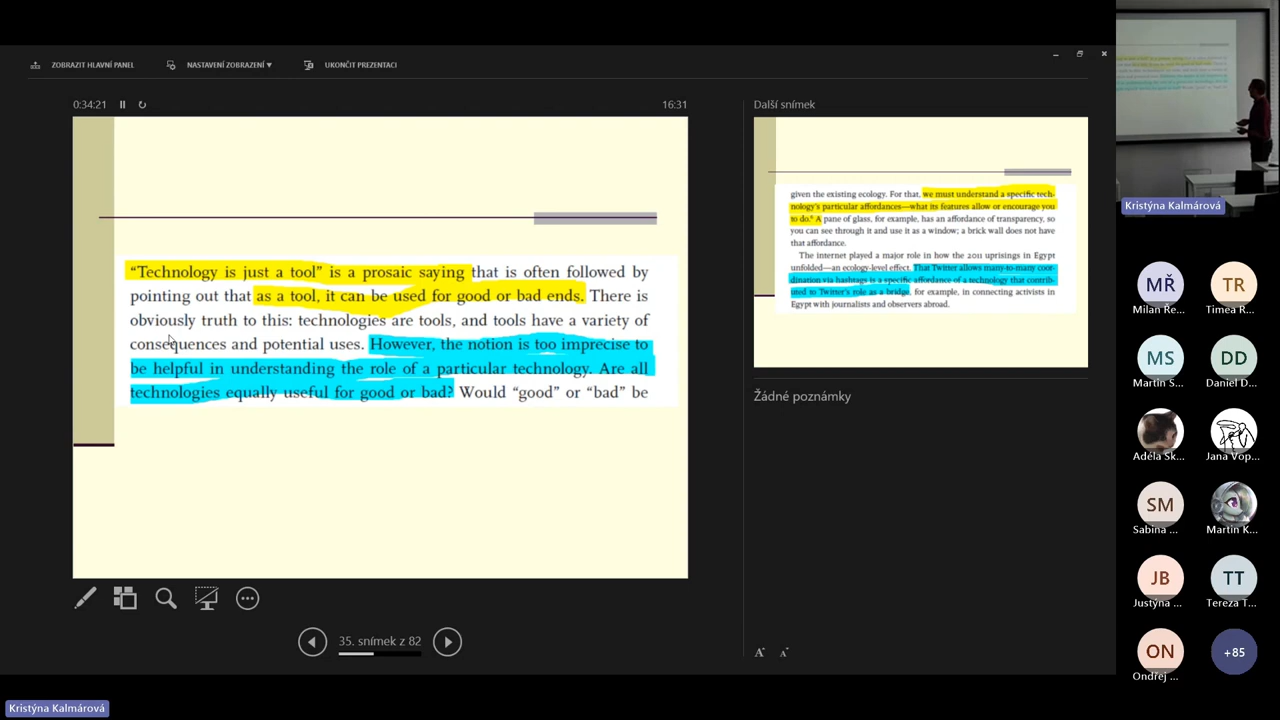 ZOBRAZIT HLAVNÍ PANEL
NASTAVENÍ ZOBRAZENÍ ▼
UKONČIT PREZENTACI
0:34:21
16:31
“Technology is just a tool” is a prosaic saying that is often followed by
pointing out that as a tool, it can be used for good or bad ends. There is
obviously truth to this: technologies are tools, and tools have a variety of
consequences and potential uses. However, the notion is too imprecise to
be helpful in understanding the role of a particular technology. Are all
technologies equally useful for good or bad? Would “good” or “bad” be
35. snímek z 82
Další snímek
given the existing ecology. For that, we must understand a specific tech-
nology’s particular affordances—what its features allow or encourage you
to do.⁶ A pane of glass, for example, has an affordance of transparency, so
you can see through it and use it as a window; a brick wall does not have
that affordance.
The internet played a major role in how the 2011 uprisings in Egypt
unfolded—an ecology-level effect. That Twitter allows many-to-many coor-
dination via hashtags is a specific affordance of a technology that contrib-
uted to Twitter’s role as a bridge, for example, in connecting activists in
Egypt with journalists and observers abroad.
Žádné poznámky
A A
Kristýna Kalmárová
MŘ
Milan Ře...
TR
Timea R...
MS
Martin S...
DD
Daniel D...
Adéla Sk...
Jana Vop...
SM
Sabina ...
Martin K...
JB
Justýna ...
TT
Tereza T...
ON
Ondřej ...
+85
Kristýna Kalmárová